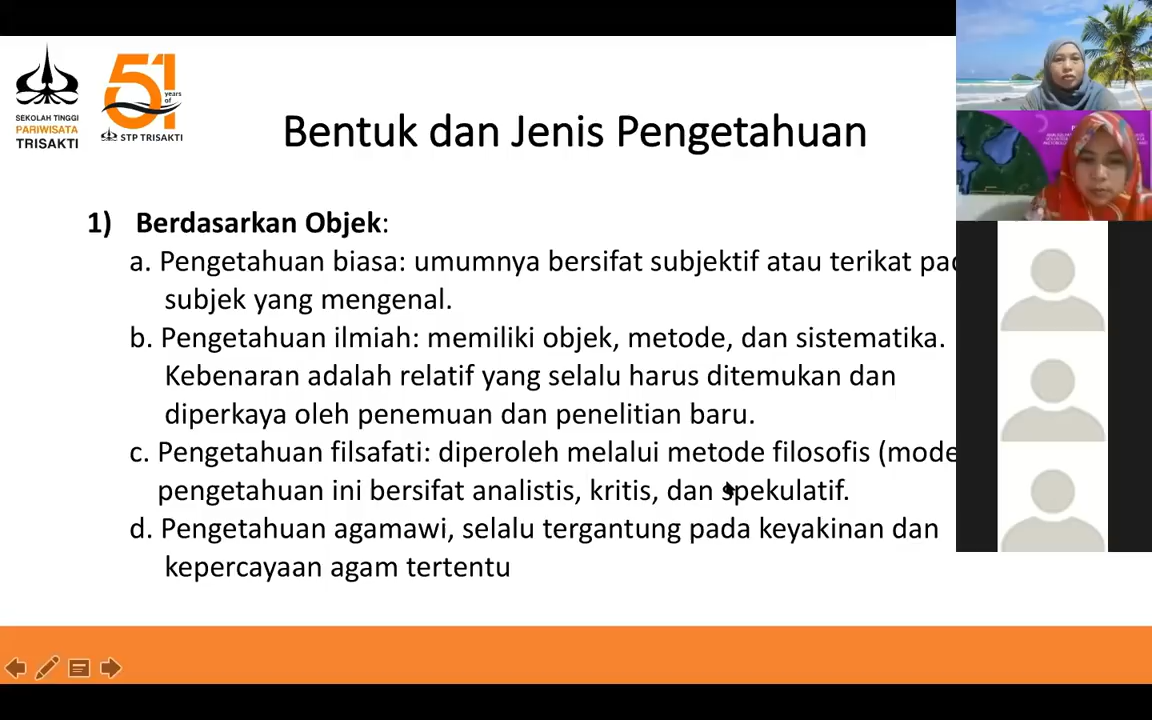 SEKOLAH TINGGI
PARIWISATA
TRISAKTI
51
years
of
STP TRISAKTI
Bentuk dan Jenis Pengetahuan
1) Berdasarkan Objek:
a. Pengetahuan biasa: umumnya bersifat subjektif atau terikat
subjek yang mengenal.
b. Pengetahuan ilmiah: memiliki objek, metode, dan sistematika.
Kebenaran adalah relatif yang selalu harus ditemukan dan
diperkaya oleh penemuan dan penelitian baru.
c. Pengetahuan filsafati: diperoleh melalui metode filosofis
pengetahuan ini bersifat analistis, kritis, dan spekulatif.
d. Pengetahuan agamawi, selalu tergantung pada keyakinan dan
kepercayaan agam tertentu